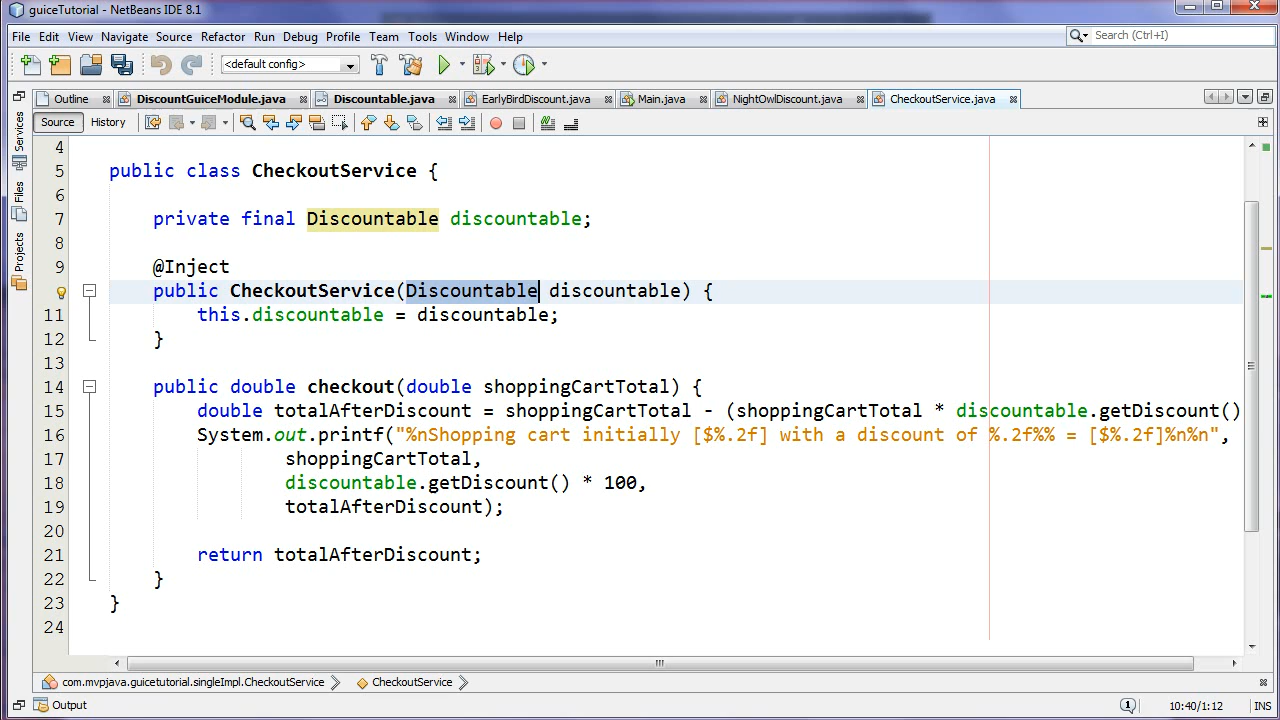 guiceTutorial - NetBeans IDE 8.1
File Edit View Navigate Source Refactor Run Debug Profile Team Tools Window Help
Search (Ctrl+I)
<default config>
Outline DiscountGuiceModule.java Discountable.java EarlyBirdDiscount.java Main.java NightOwlDiscount.java CheckoutService.java
Source History
Services
Files
Projects
4
5 public class CheckoutService {
6
7 private final Discountable discountable;
8
9 @Inject
public CheckoutService(Discountable discountable) {
11 this.discountable = discountable;
12 }
13
14 public double checkout(double shoppingCartTotal) {
15 double totalAfterDiscount = shoppingCartTotal - (shoppingCartTotal * discountable.getDiscount()
16 System.out.printf("%nShopping cart initially [$%.2f] with a discount of %.2f%% = [$%.2f]%n%n",
17 shoppingCartTotal,
18 discountable.getDiscount() * 100,
19 totalAfterDiscount);
20
21 return totalAfterDiscount;
22 }
23 }
24
com.mvpjava.guicetutorial.singleImpl.CheckoutService CheckoutService
Output 1 10:40/1:12 INS